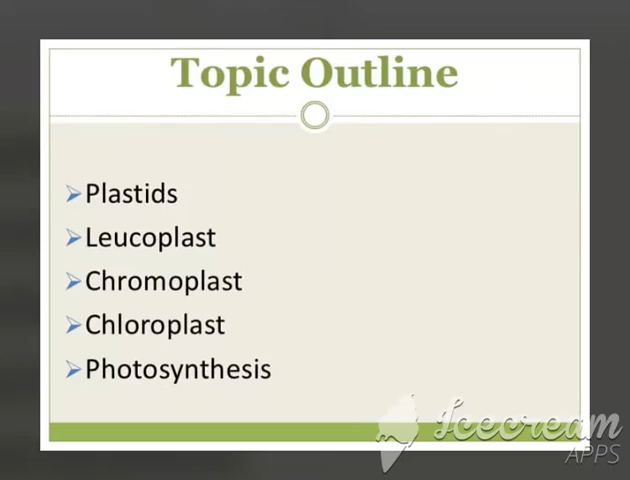 Topic Outline
Plastids
Leucoplast
Chromoplast
Chloroplast
Photosynthesis
Icecream
APPS